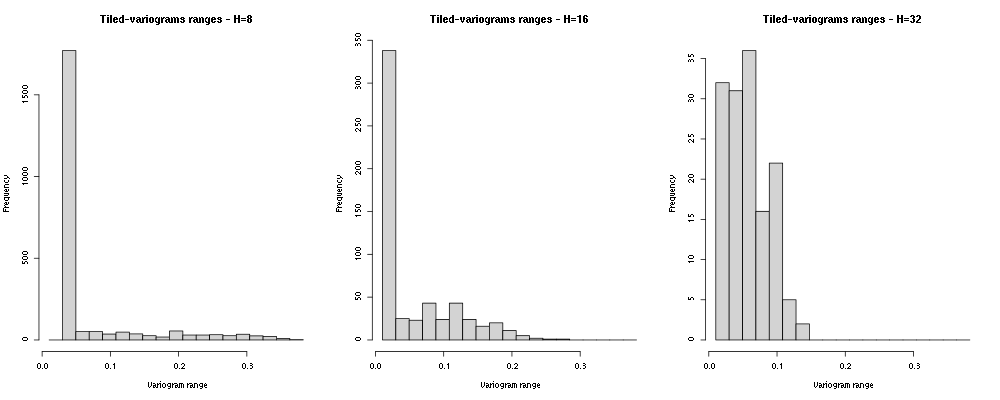 Tiled-variograms ranges - H=8
Frequency
0
500
1000
1500
0.0 0.1 0.2 0.3
Variogram range
Tiled-variograms ranges - H=16
Frequency
0
50
100
150
200
250
300
350
0.0 0.1 0.2 0.3
Variogram range
Tiled-variograms ranges - H=32
Frequency
0
5
10
15
20
25
30
35
0.0 0.1 0.2 0.3
Variogram range